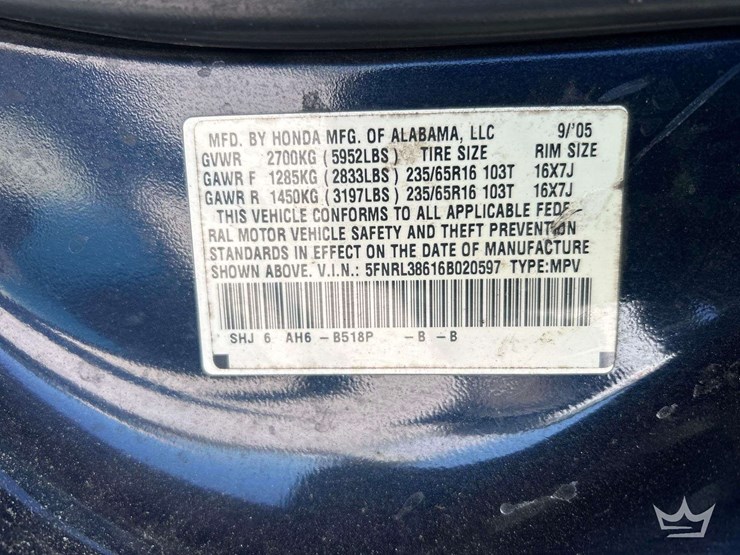 MFD. BY HONDA MFG. OF ALABAMA, LLC 9/'05
GVWR 2700KG (5952LBS) TIRE SIZE RIM SIZE
GAWR F 1285KG (2833LBS) 235/65R16 103T 16X7J
GAWR R 1450KG (3197LBS) 235/65R16 103T 16X7J
THIS VEHICLE CONFORMS TO ALL APPLICABLE FEDE-
RAL MOTOR VEHICLE SAFETY AND THEFT PREVENTION
STANDARDS IN EFFECT ON THE DATE OF MANUFACTURE
SHOWN ABOVE. V.I.N.: 5FNRL38616B020597 TYPE:MPV
SHJ 6 AH6 -B518P -B -B